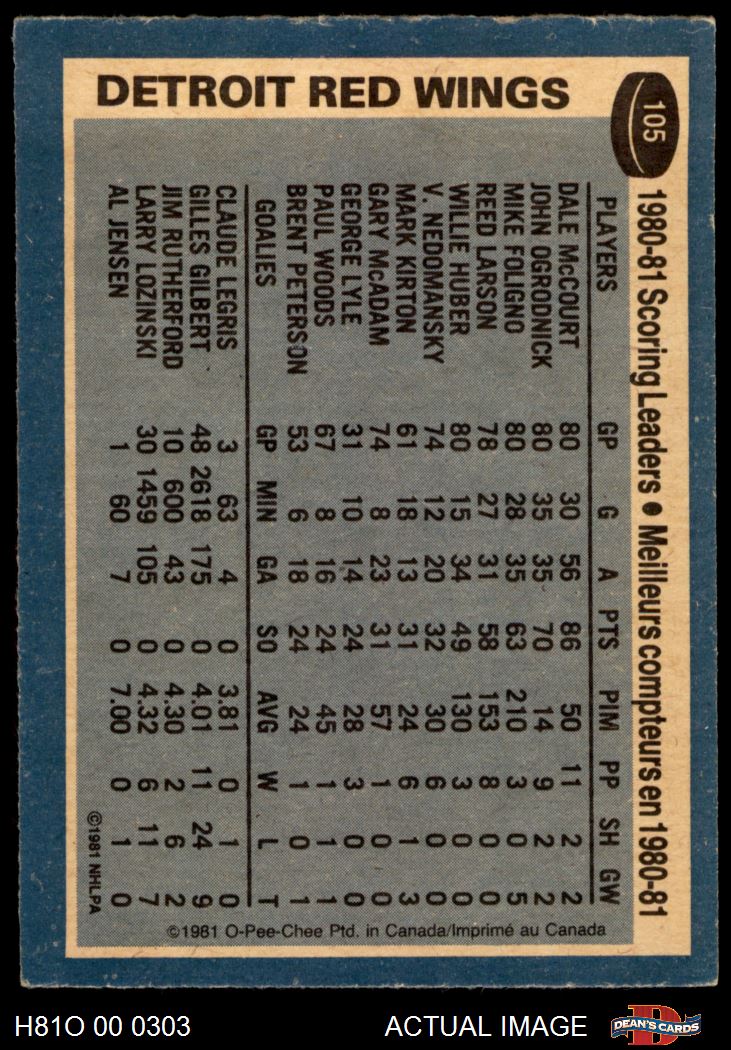 DETROIT RED WINGS
105
1980-81 Scoring Leaders • Meilleurs compteurs en 1980-81
PLAYERS GP G A PTS PIM PP SH GW
DALE McCOURT 80 30 56 86 50 11 2 2
JOHN OGRODNICK 80 35 35 70 14 9 2 2
MIKE FOLIGNO 80 28 35 63 210 3 0 5
REED LARSON 78 27 31 58 153 8 0 0
WILLIE HUBER 80 15 34 49 130 3 0 0
V. NEDOMANSKY 74 12 20 32 30 6 0 0
MARK KIRTON 61 18 13 31 24 6 1 3
GARY McADAM 74 8 23 31 57 1 0 0
GEORGE LYLE 31 10 14 24 28 3 0 0
PAUL WOODS 67 8 16 24 45 1 1 1
BRENT PETERSON 53 6 18 24 24 1 0 1
GOALIES GP MIN GA SO AVG W L T
CLAUDE LEGRIS 3 63 4 0 3.81 0 1 0
GILLES GILBERT 48 2618 175 0 4.01 11 24 9
JIM RUTHERFORD 10 600 43 0 4.30 2 6 2
LARRY LOZINSKI 30 1459 105 0 4.32 6 11 7
AL JENSEN 1 60 7 0 7.00 0 1 0
©1981 NHLPA
©1981 O-Pee-Chee Ptd. in Canada/Imprimé au Canada
H81O 00 0303
ACTUAL IMAGE
DEAN'S CARDS